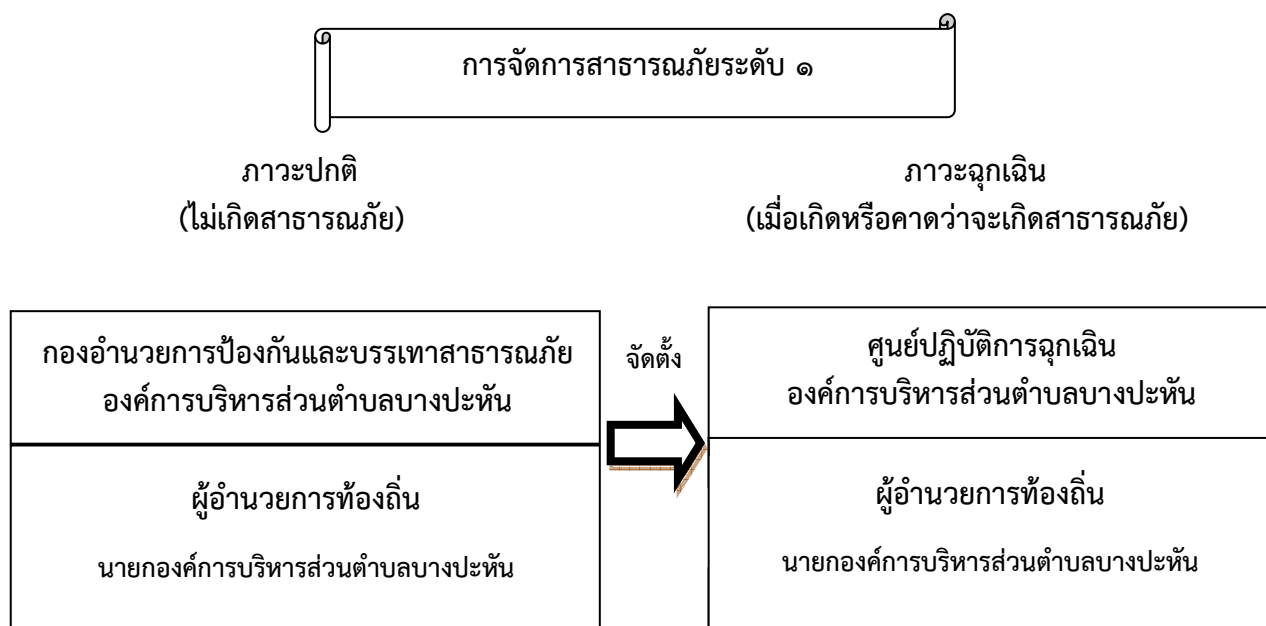 การจัดการสาธารณภัยระดับ ๑
ภาวะปกติ
(ไม่เกิดสาธารณภัย)
ภาวะฉุกเฉิน
(เมื่อเกิดหรือคาดว่าจะเกิดสาธารณภัย)
กองอำนวยการป้องกันและบรรเทาสาธารณภัย
องค์การบริหารส่วนตำบลบางปะหัน
ผู้อำนวยการท้องถิ่น
นายกองค์การบริหารส่วนตำบลบางปะหัน
จัดตั้ง
ศูนย์ปฏิบัติการฉุกเฉิน
องค์การบริหารส่วนตำบลบางปะหัน
ผู้อำนวยการท้องถิ่น
นายกองค์การบริหารส่วนตำบลบางปะหัน